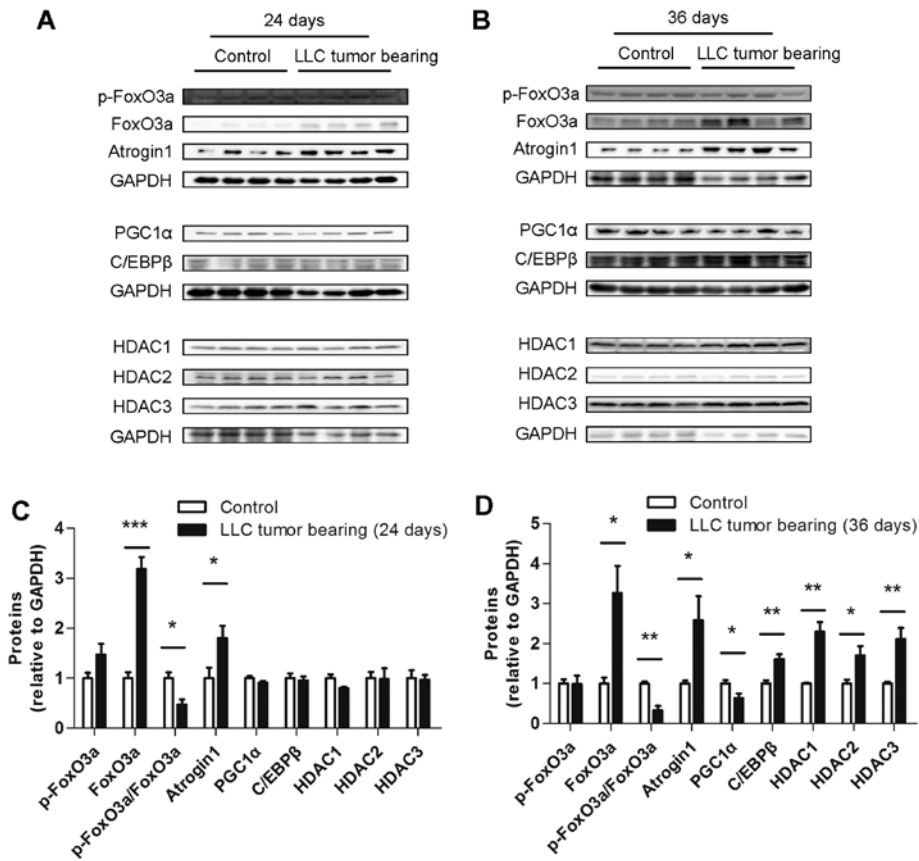 A
24 days
Control LLC tumor bearing
p-FoxO3a
FoxO3a
Atrogin1
GAPDH
PGC1α
C/EBPβ
GAPDH
HDAC1
HDAC2
HDAC3
GAPDH
B
36 days
Control LLC tumor bearing
p-FoxO3a
FoxO3a
Atrogin1
GAPDH
PGC1α
C/EBPβ
GAPDH
HDAC1
HDAC2
HDAC3
GAPDH
C
Control
LLC tumor bearing (24 days)
Proteins
(relative to GAPDH)
4
3
2
1
0
***
*
*
p-FoxO3a
FoxO3a
p-FoxO3a/FoxO3a
Atrogin1
PGC1α
C/EBPβ
HDAC1
HDAC2
HDAC3
D
Control
LLC tumor bearing (36 days)
Proteins
(relative to GAPDH)
5
4
3
2
1
0
*
**
*
*
**
**
*
**
p-FoxO3a
FoxO3a
p-FoxO3a/FoxO3a
Atrogin1
PGC1α
C/EBPβ
HDAC1
HDAC2
HDAC3